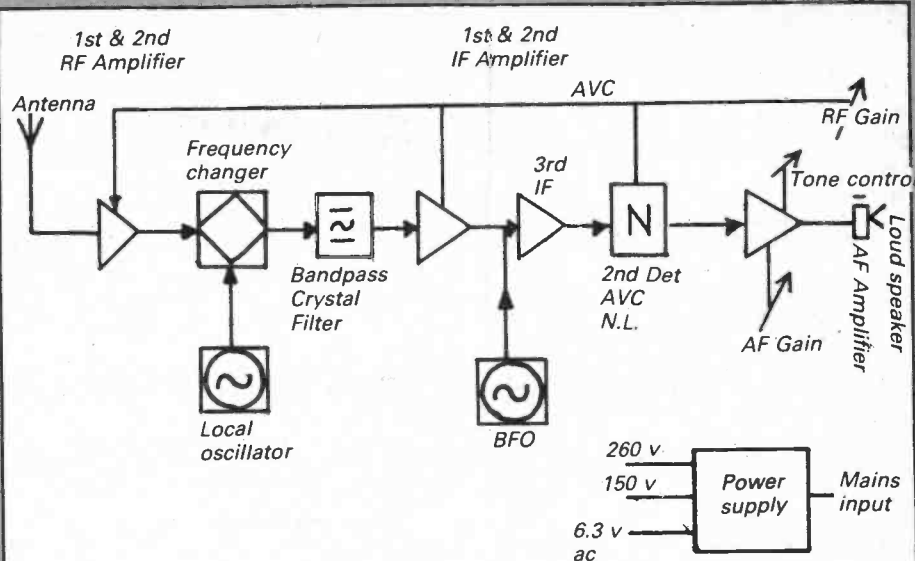 1st & 2nd
RF Amplifier
1st & 2nd
IF Amplifier
Antenna
AVC
RF Gain
Frequency
changer
3rd
IF
Tone control
Bandpass
Crystal
Filter
N
2nd Det
AVC
N.L.
AF Gain
Loud speaker
AF Amplifier
Local
oscillator
BFO
260 v
150 v
6.3 v
ac
Power
supply
Mains
input